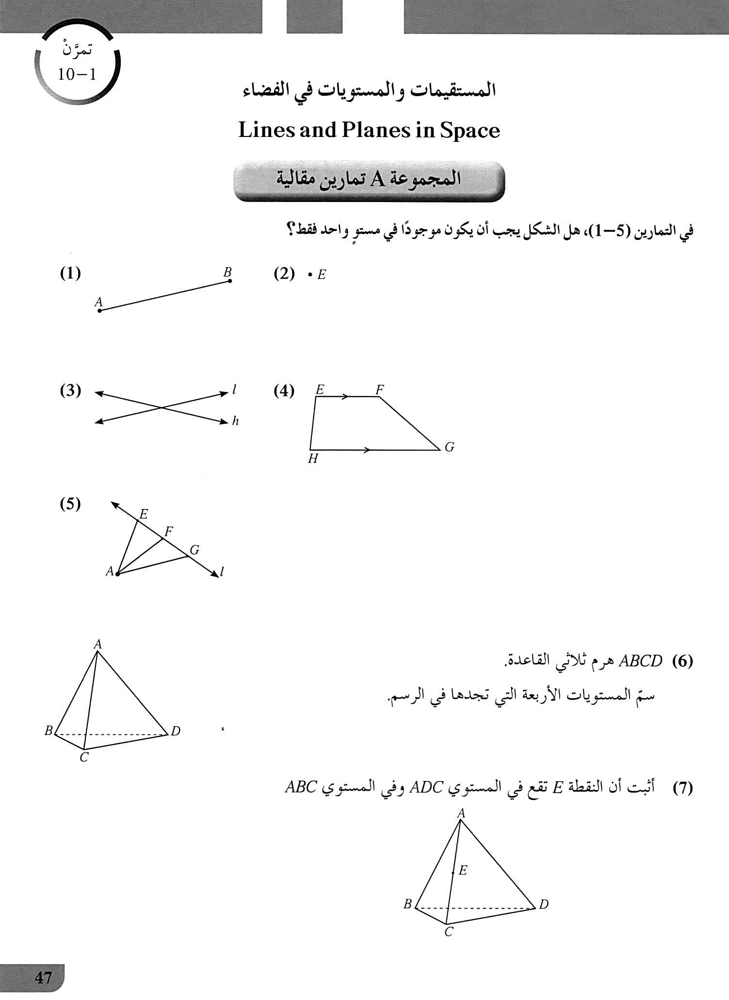 تمرَّنْ
10-1
المستقيمات والمستويات في الفضاء
Lines and Planes in Space
المجموعة A تمارين مقالية
في التمارين (5–1)، هل الشكل يجب أن يكون موجودًا في مستوٍ واحد فقط؟
(1) A B
(2) E
(3) l h
(4) E F G H
(5) E F G A l
(6) ABCD هرم ثلاثي القاعدة.
سمّ المستويات الأربعة التي تجدها في الرسم.
A
B D
C
(7) أثبت أن النقطة E تقع في المستوي ADC وفي المستوي ABC
A
E
B D
C
47